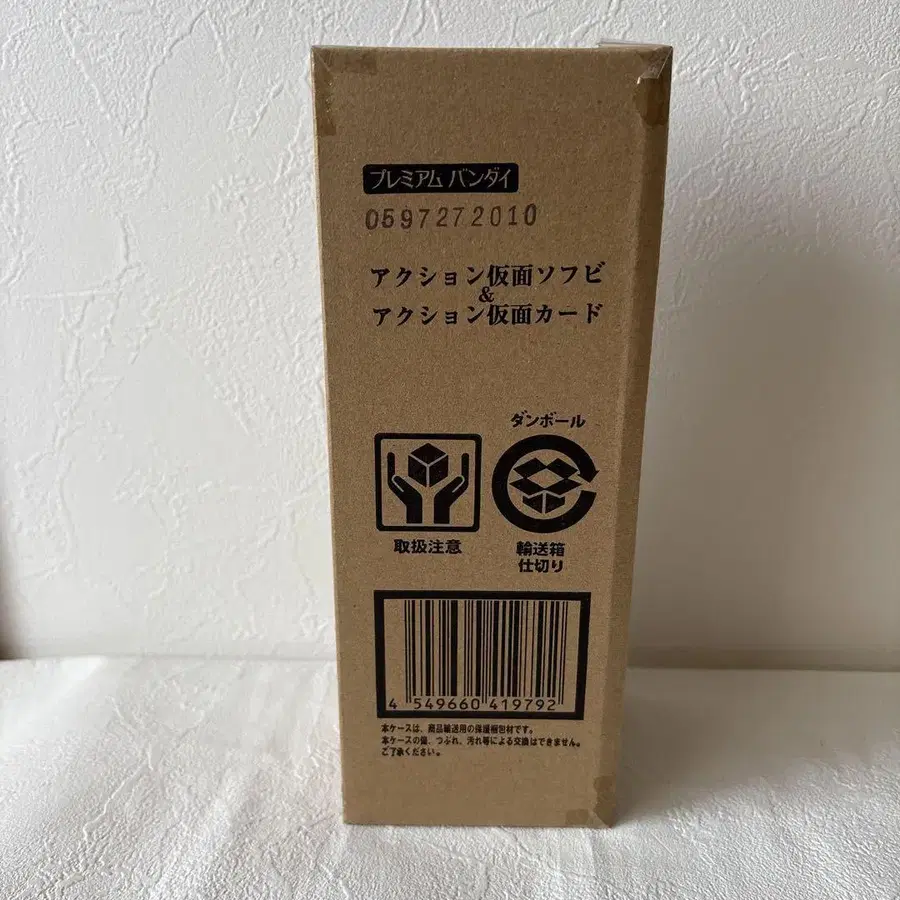 プレミアム バンダイ
0597272010
アクション仮面ソフビ
&
アクション仮面カード
ダンボール
取扱注意
輸送箱
仕切り
4 549660 419792
本ケースは、商品輸送用の保護梱包材です。
本ケースの傷、つぶれ、汚れ等による交換はできません。
ご了承ください。